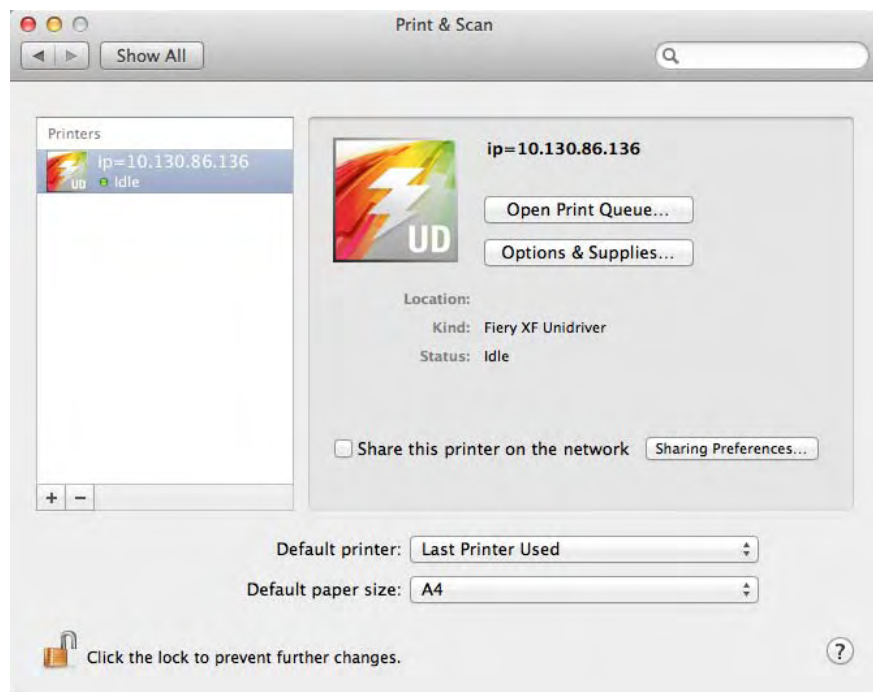 Print & Scan
Show All
Printers
ip=10.130.86.136
UD
Idle
ip=10.130.86.136
UD
Open Print Queue...
Options & Supplies...
Location:
Kind: Fiery XF Unidriver
Status: Idle
Share this printer on the network Sharing Preferences...
+ −
Default printer: Last Printer Used
Default paper size: A4
Click the lock to prevent further changes.
?